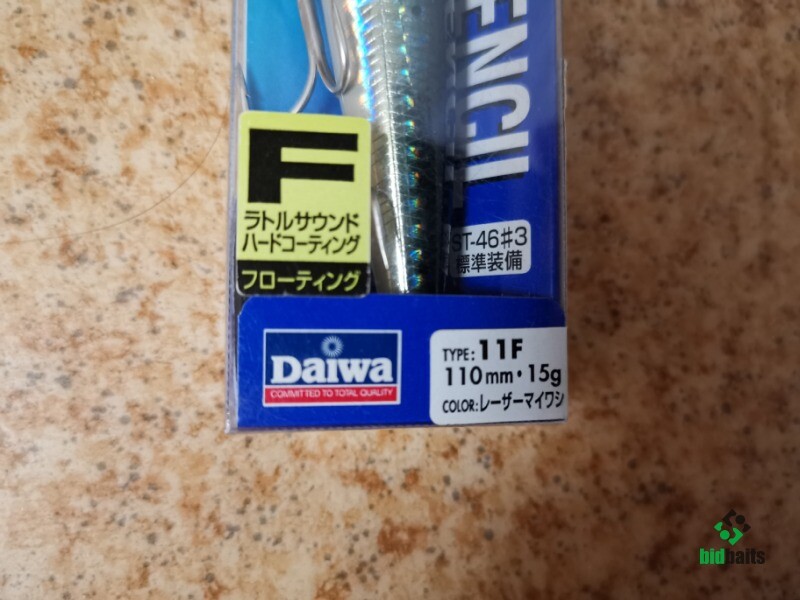 ENCIL
F
ラトルサウンド
ハードコーティング
フローティング
ST-46♯3
標準装備
Daiwa
COMMITTED TO TOTAL QUALITY
TYPE: 11F
110mm・15g
COLOR:レーザーマイワシ
bidbaits